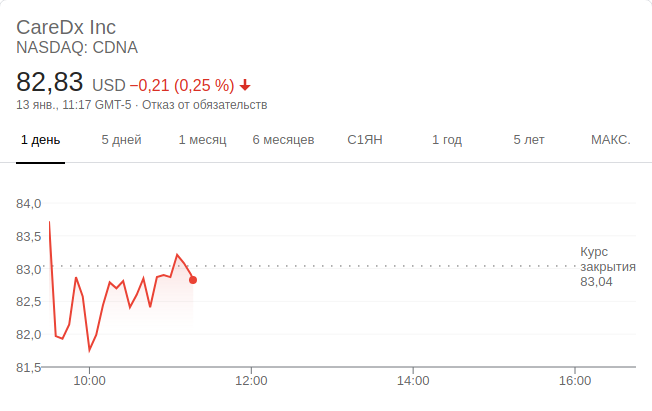 CareDx Inc
NASDAQ: CDNA
82,83 USD −0,21 (0,25 %)
13 янв., 11:17 GMT-5 · Отказ от обязательств
1 день 5 дней 1 месяц 6 месяцев С1ЯН 1 год 5 лет МАКС.
84,0
83,5
83,0
82,5
82,0
81,5
Курс
закрытия
83,04
10:00 12:00 14:00 16:00